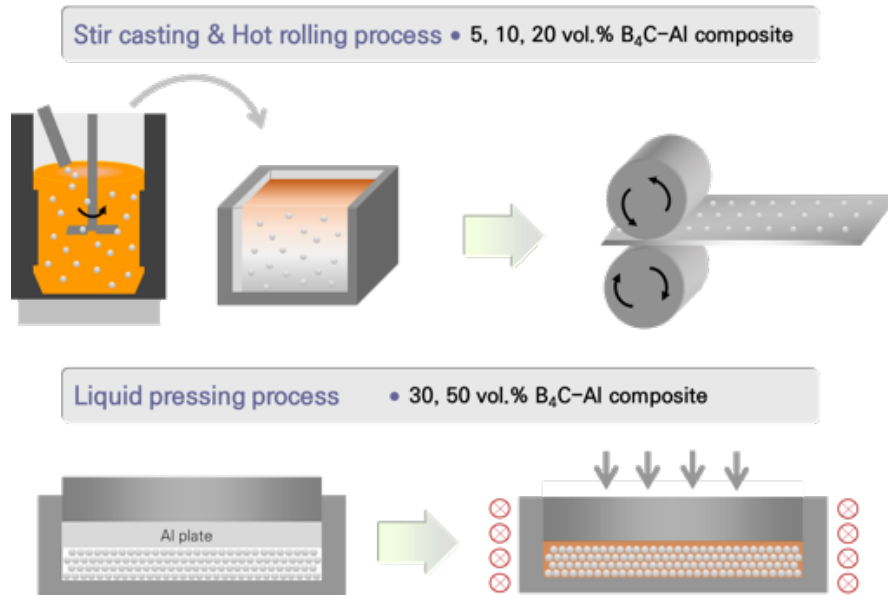 Stir casting & Hot rolling process • 5, 10, 20 vol.% B₄C-Al composite
Liquid pressing process • 30, 50 vol.% B₄C-Al composite
Al plate